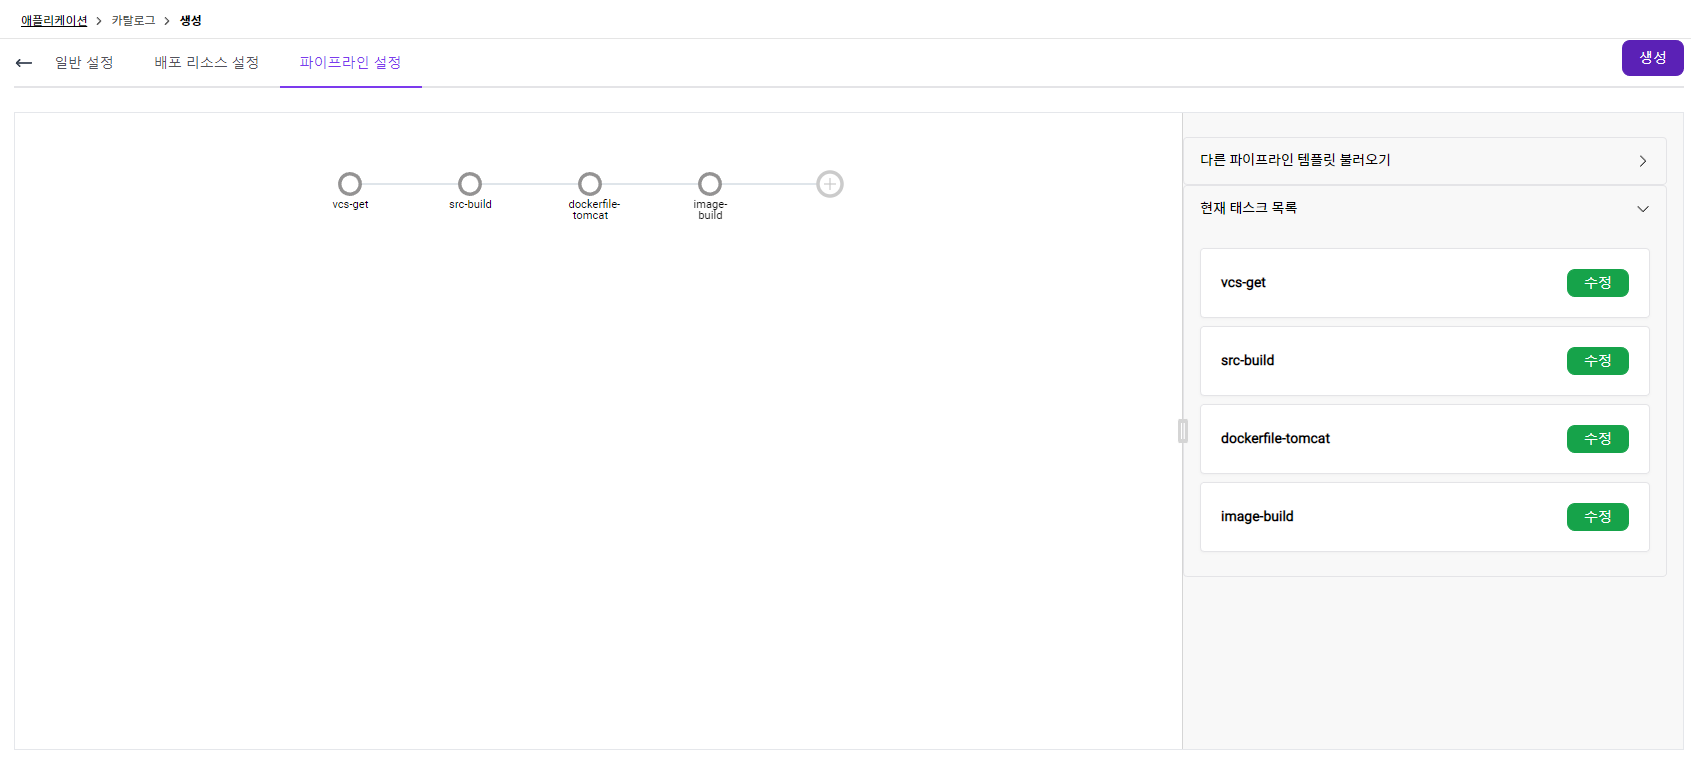 애플리케이션 > 카탈로그 > 생성
일반 설정
배포 리소스 설정
파이프라인 설정
생성
vcs-get
src-build
dockerfile-
tomcat
image-
build
다른 파이프라인 템플릿 불러오기
현재 태스크 목록
vcs-get
수정
src-build
수정
dockerfile-tomcat
수정
image-build
수정